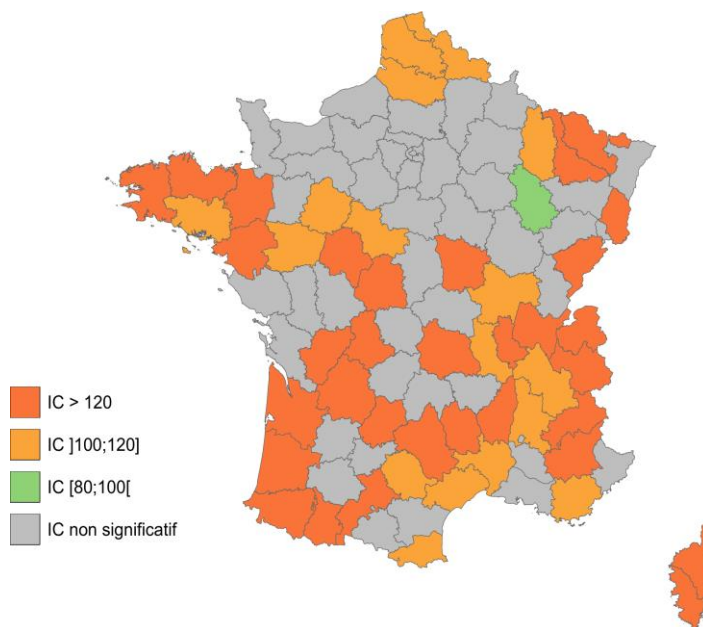 IC > 120
IC ]100;120]
IC [80;100[
IC non significatif